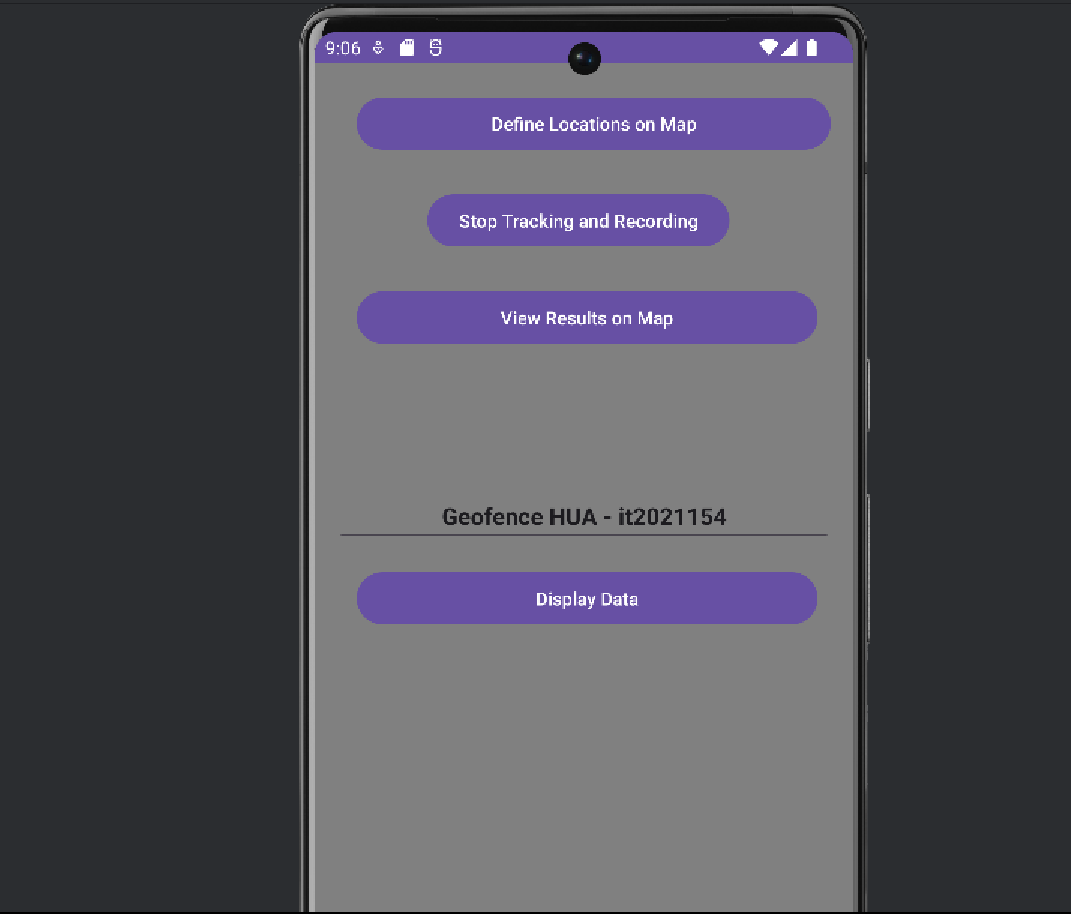 9:06
Define Locations on Map
Stop Tracking and Recording
View Results on Map
Geofence HUA - it2021154
Display Data